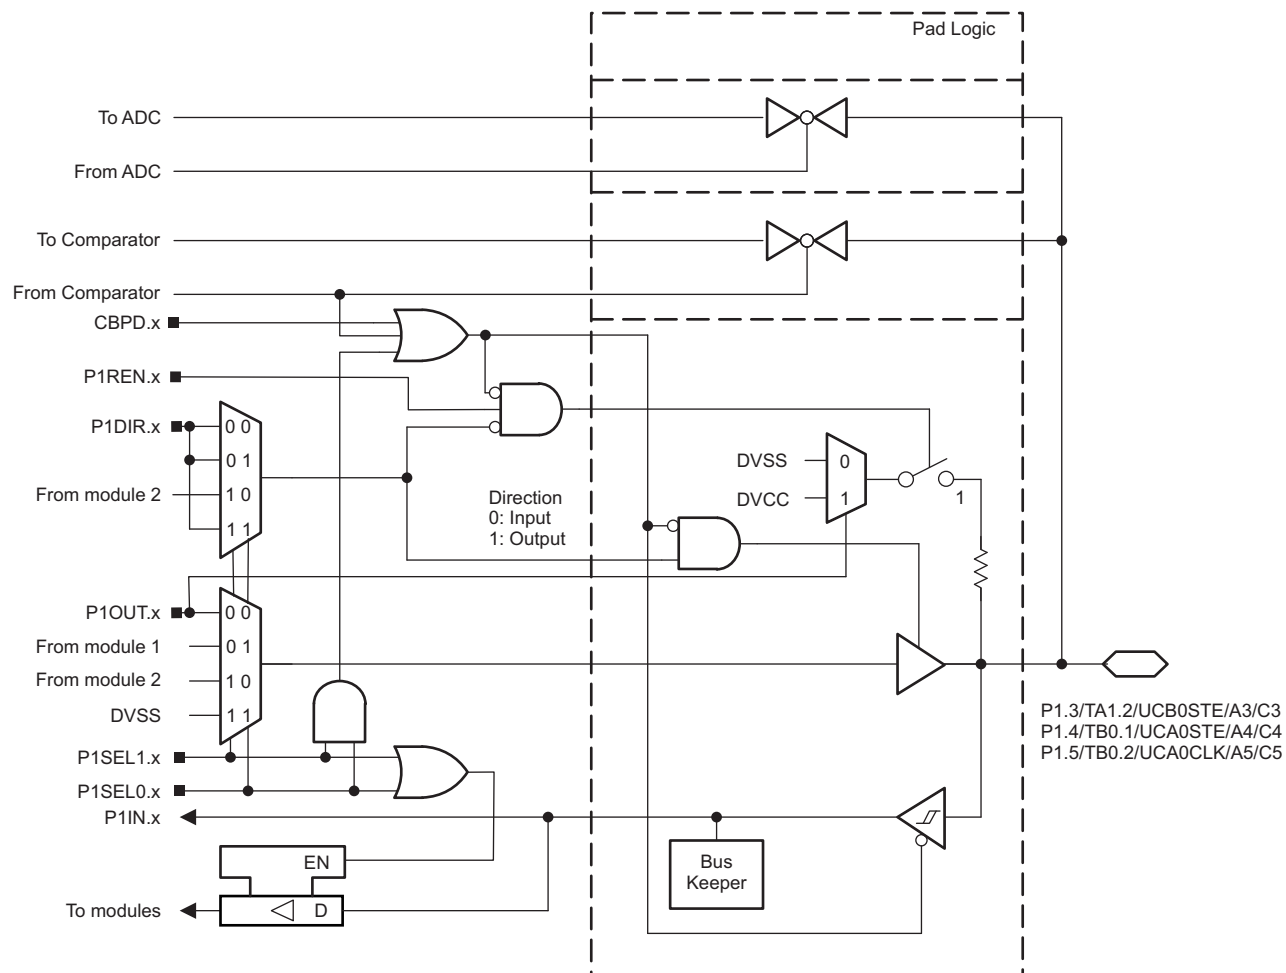 Pad Logic
To ADC
From ADC
To Comparator
From Comparator
CBPD.x
P1REN.x
P1DIR.x
0 0
0 1
From module 2
1 0
1 1
Direction
0: Input
1: Output
DVSS
0
DVCC
1
1
P1OUT.x
0 0
From module 1
0 1
From module 2
1 0
DVSS
1 1
P1SEL1.x
P1SEL0.x
P1IN.x
P1.3/TA1.2/UCB0STE/A3/C3
P1.4/TB0.1/UCA0STE/A4/C4
P1.5/TB0.2/UCA0CLK/A5/C5
Bus
Keeper
EN
To modules
D